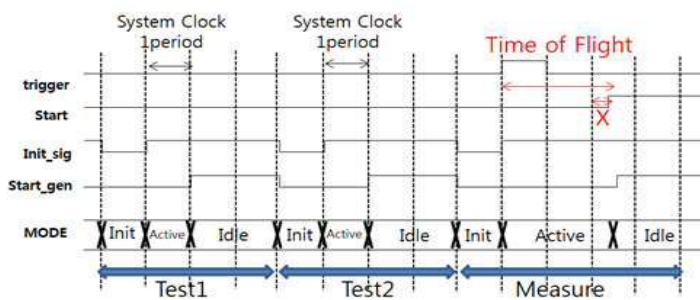 System Clock
1period
System Clock
1period
Time of Flight
trigger
Start
X
Init_sig
Start_gen
MODE
Init Active Idle Init Active Idle Init Active Idle
Test1 Test2 Measure